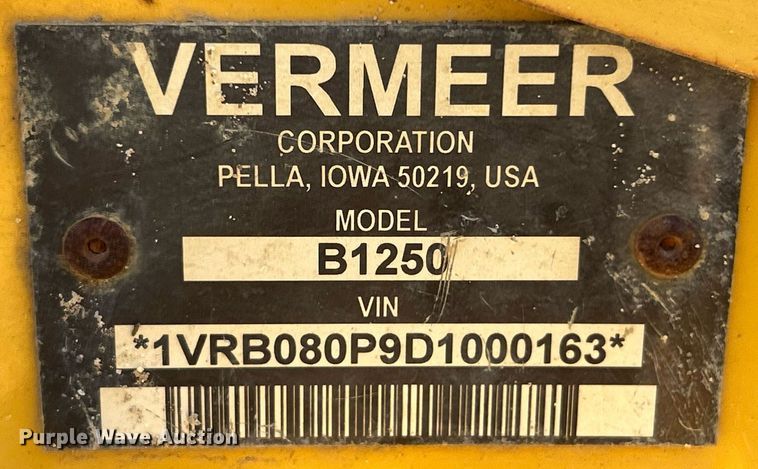 VERMEER
CORPORATION
PELLA, IOWA 50219, USA
MODEL
B1250
VIN
*1VRB080P9D1000163*
Purple Wave Auction